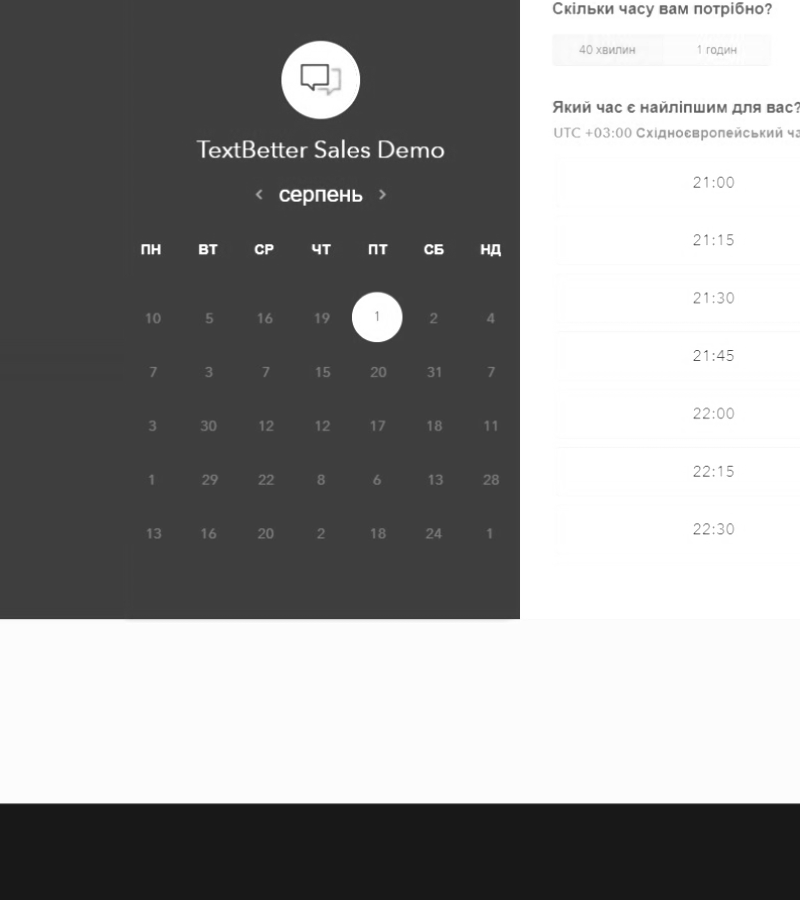 TextBetter Sales Demo
серпень
ПН ВТ СР ЧТ ПТ СБ НД
10 5 16 19 1 2 4
7 3 7 15 20 31 7
3 30 12 12 17 18 11
1 29 22 8 6 13 28
13 16 20 2 18 24 1
Скільки часу вам потрібно?
40 хвилин 1 годин
Який час є найліпшим для вас?
UTC +03:00 Східноєвропейський ча
21:00
21:15
21:30
21:45
22:00
22:15
22:30